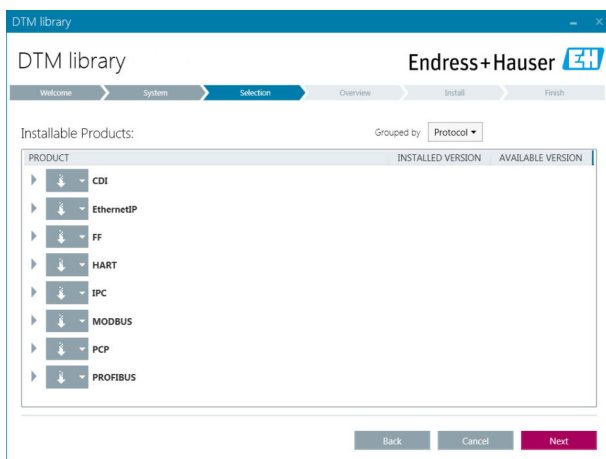 DTM library
DTM library
Endress+Hauser EH
Welcome System Selection Overview Install Finish
Installable Products:
Grouped by Protocol
PRODUCT INSTALLED VERSION AVAILABLE VERSION
CDI
EthernetIP
FF
HART
IPC
MODBUS
PCP
PROFIBUS
Back Cancel Next